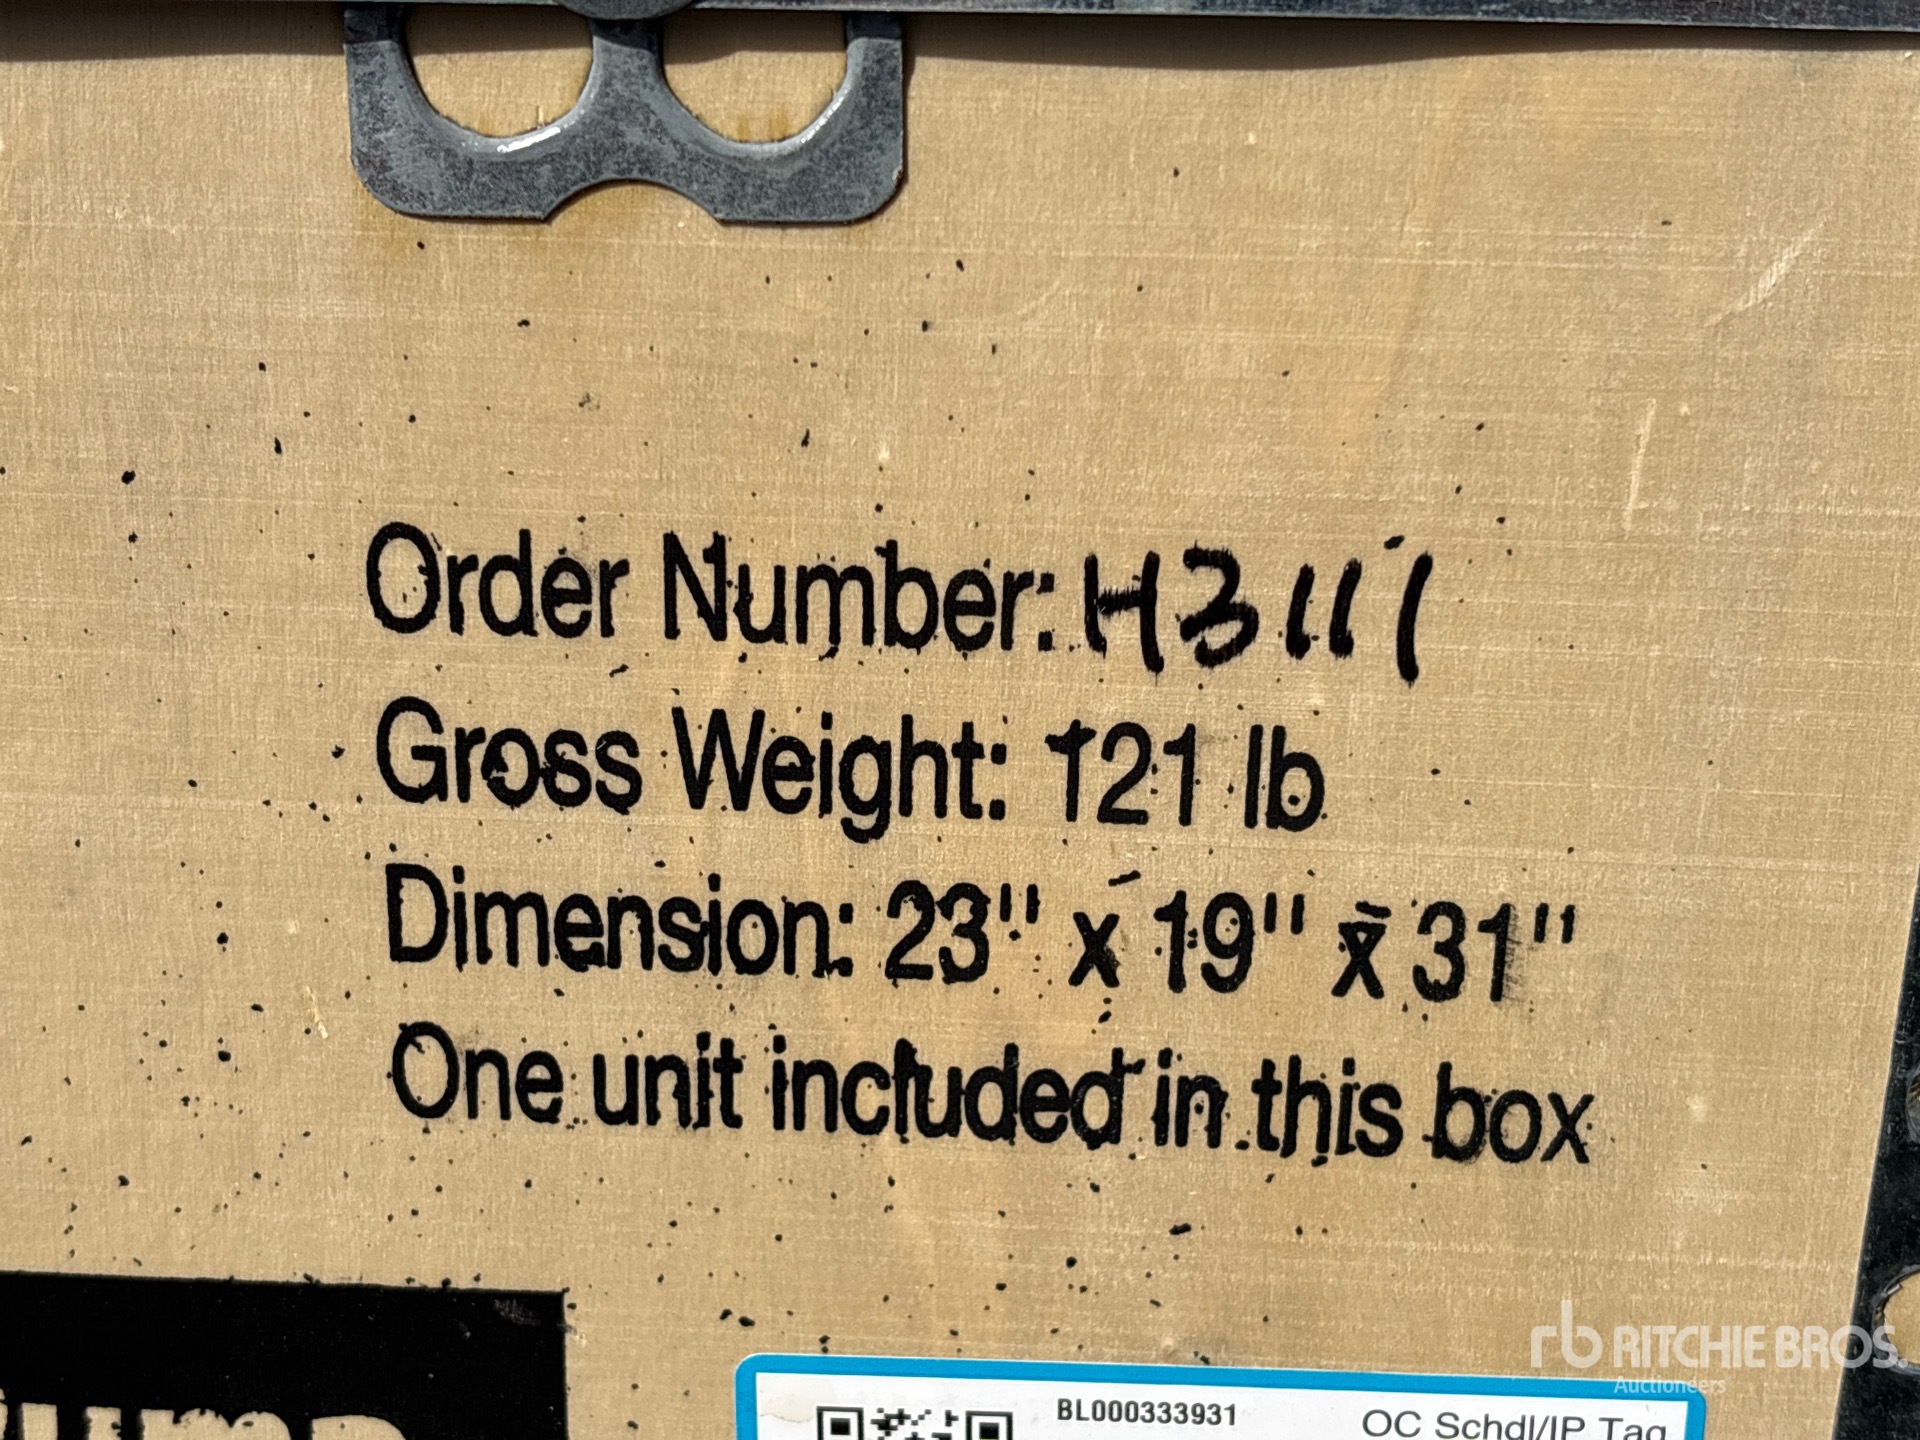 Order Number: H3111
Gross Weight: 121 lb
Dimension: 23" x 19" x 31"
One unit included in this box
BL000333931
OC Schdl/IP Tag
rb RITCHIE BROS.
Auctioneers